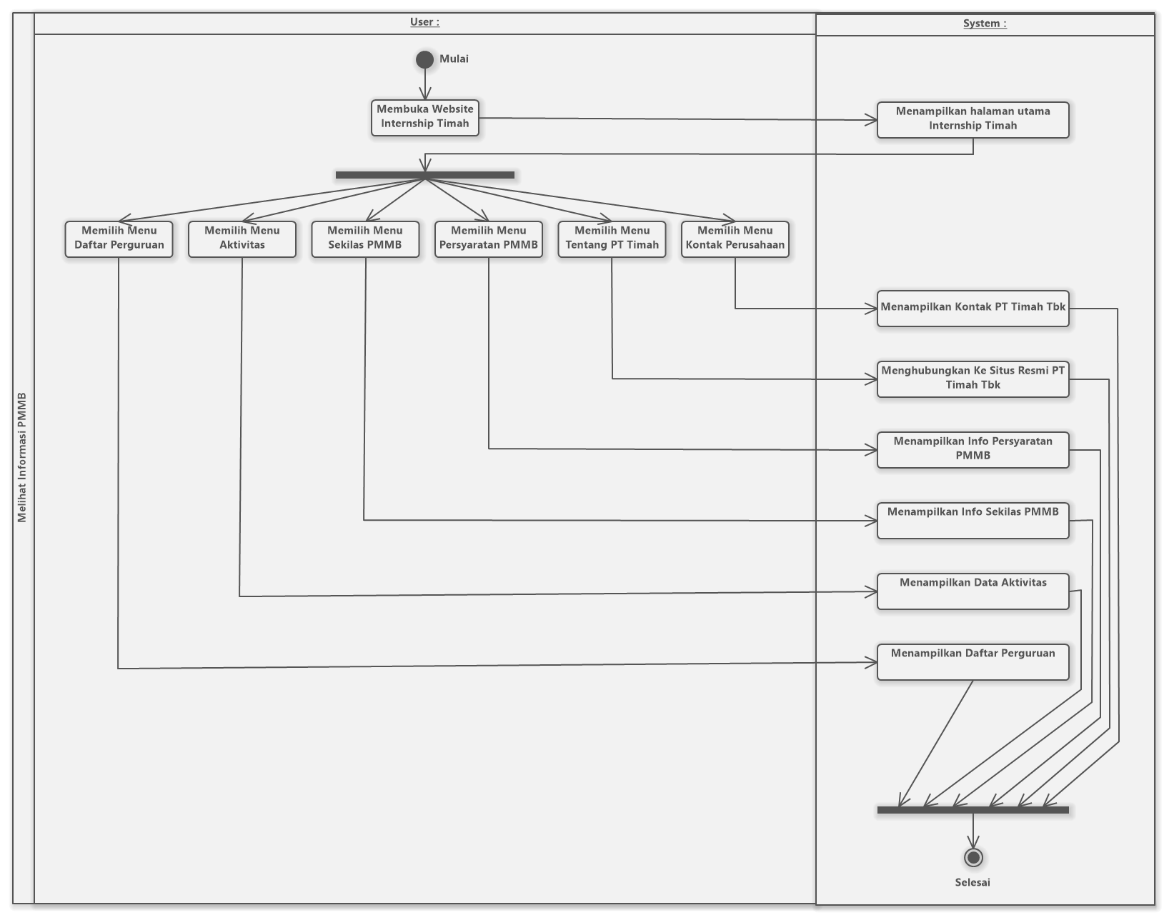 User :
System :
Mulai
Membuka Website
Internship Timah
Menampilkan halaman utama
Internship Timah
Memilih Menu
Daftar Perguruan
Memilih Menu
Aktivitas
Memilih Menu
Sekilas PMMB
Memilih Menu
Persyaratan PMMB
Memilih Menu
Tentang PT Timah
Memilih Menu
Kontak Perusahaan
Menampilkan Kontak PT Timah Tbk
Menghubungkan Ke Situs Resmi PT
Timah Tbk
Melihat Informasi PMMB
Menampilkan Info Persyaratan
PMMB
Menampilkan Info Sekilas PMMB
Menampilkan Data Aktivitas
Menampilkan Daftar Perguruan
Selesai